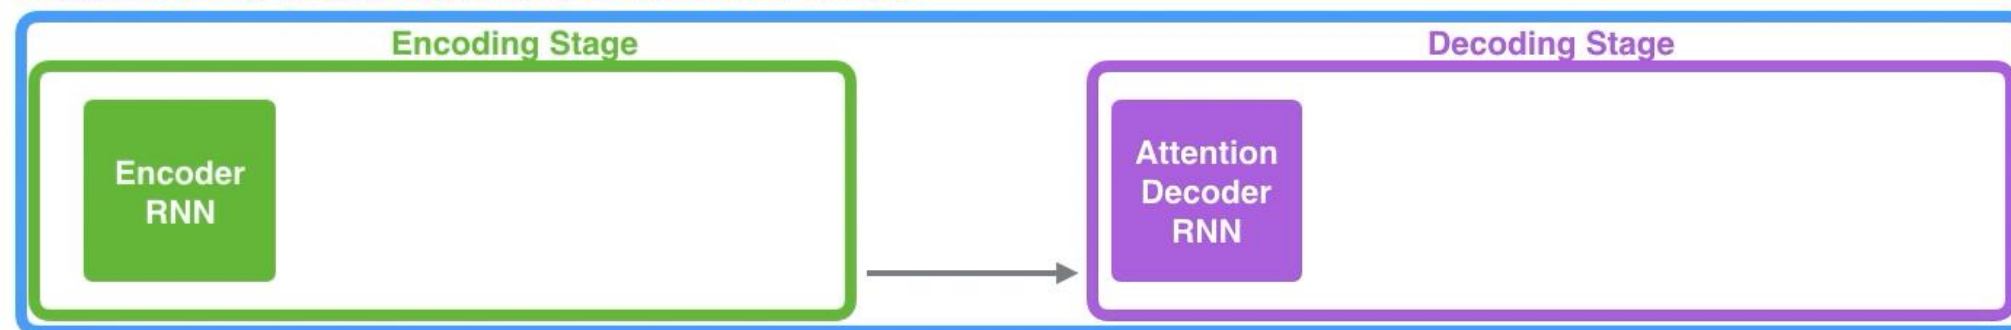 Encoding Stage
Decoding Stage
Encoder
RNN
Attention
Decoder
RNN